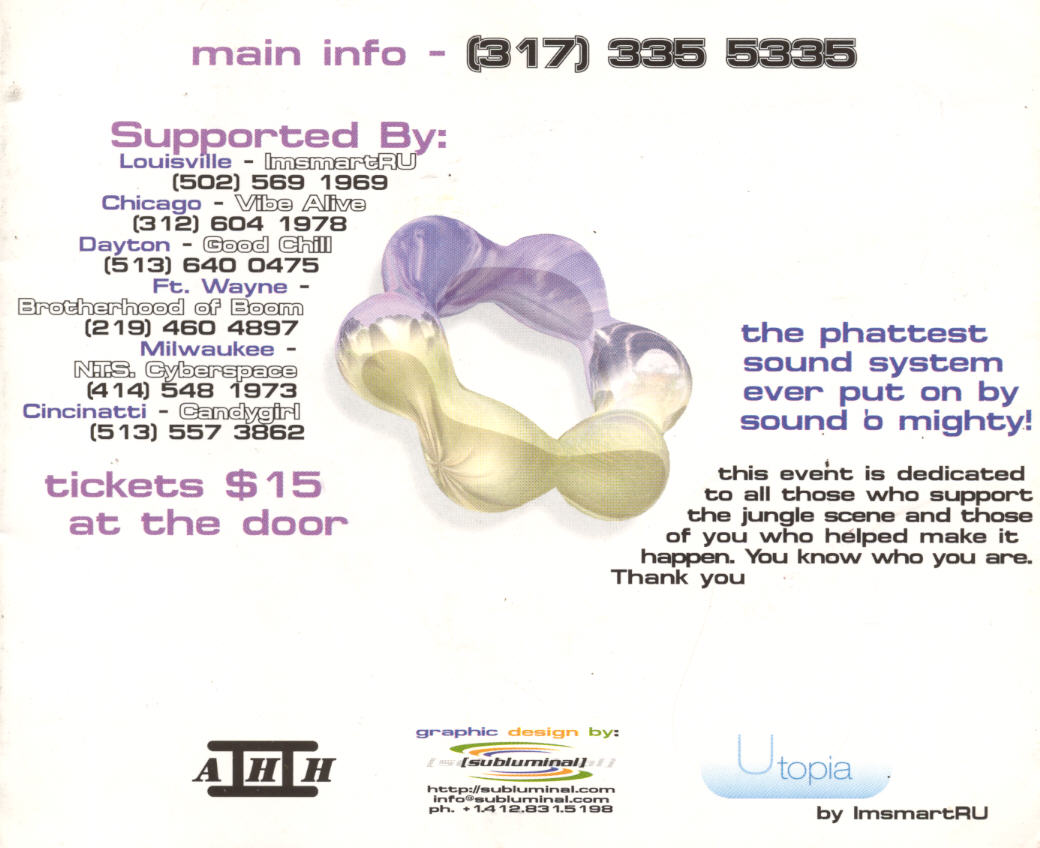 main info - (317) 335 5335
Supported By:
Louisville - ImsmartRU
(502) 569 1969
Chicago - Vibe Alive
(312) 604 1978
Dayton - Good Chill
(513) 640 0475
Ft. Wayne -
Brotherhood of Boom
(219) 460 4897
Milwaukee -
N.T.S. Cyberspace
(414) 548 1973
Cincinatti - Candygirl
(513) 557 3862
tickets $15
at the door
the phattest
sound system
ever put on by
sound o mighty!
this event is dedicated
to all those who support
the jungle scene and those
of you who helped make it
happen. You know who you are.
Thank you
graphic design by:
[subluminal]
http://subluminal.com
info@subluminal.com
ph. +1.412.831.5198
Utopia
by ImsmartRU